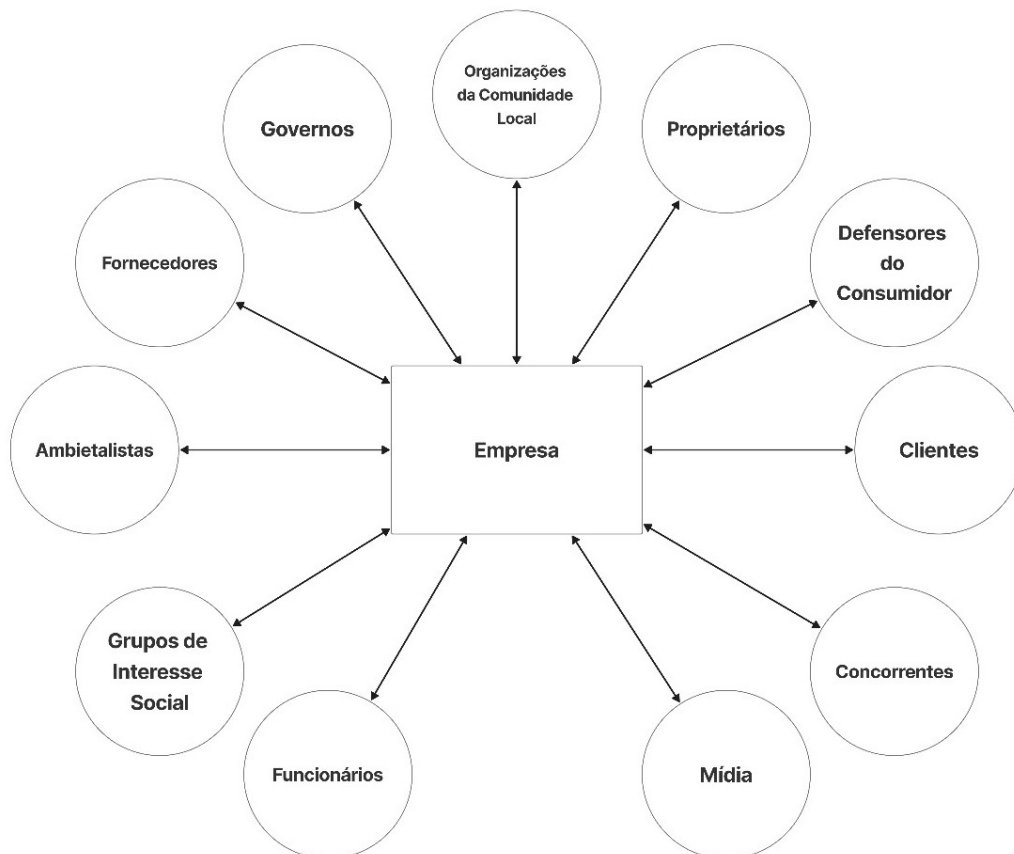 Organizações
da Comunidade
Local
Governos
Proprietários
Defensores
do
Consumidor
Fornecedores
Ambietalistas
Empresa
Clientes
Grupos de
Interesse
Social
Concorrentes
Funcionários
Mídia